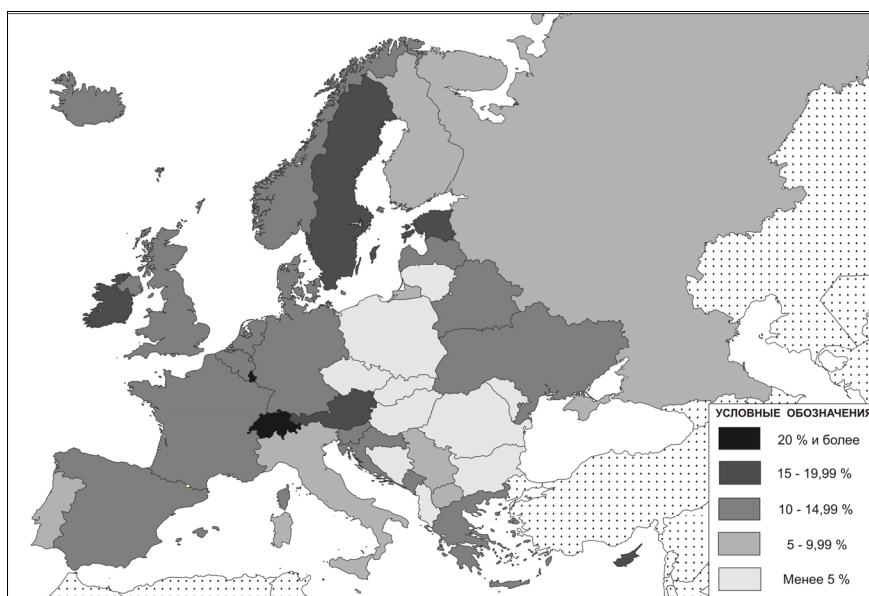 УСЛОВНЫЕ ОБОЗНАЧЕНИЯ
20 % и более
15 - 19,99 %
10 - 14,99 %
5 - 9,99 %
Менее 5 %